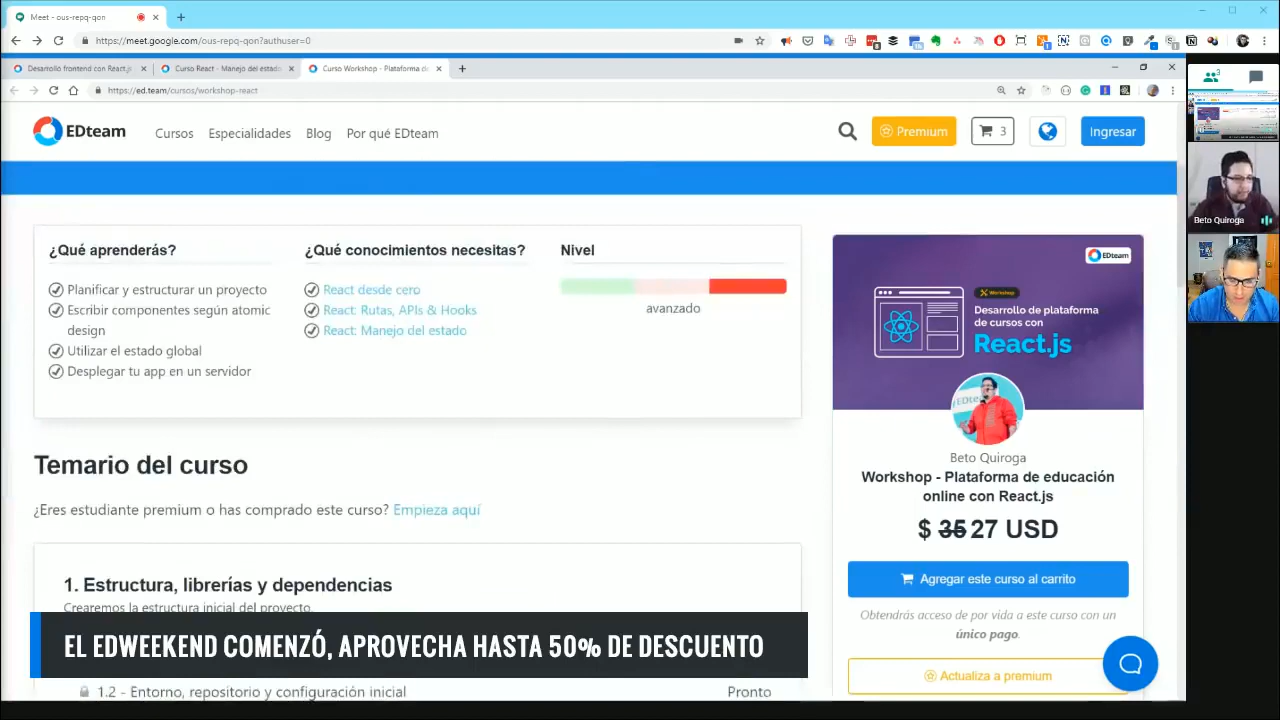 Meet - ous-repq-qon
https://meet.google.com/ous-repq-qon?authuser=0
Desarrollo frontend con React.j
Curso React - Manejo del estado
Curso Workshop - Plataforma de
https://ed.team/cursos/workshop-react
EDteam
Cursos
Especialidades
Blog
Por qué EDteam
Premium
3
Ingresar
¿Qué aprenderás?
Planificar y estructurar un proyecto
Escribir componentes según atomic
design
Utilizar el estado global
Desplegar tu app en un servidor
¿Qué conocimientos necesitas?
React desde cero
React: Rutas, APIs & Hooks
React: Manejo del estado
Nivel
avanzado
EDteam
Workshop
Desarrollo de plataforma
de cursos con
React.js
Beto Quiroga
Workshop - Plataforma de educación
online con React.js
$ 35 27 USD
Agregar este curso al carrito
Obtendrás acceso de por vida a este curso con un
único pago.
Actualiza a premium
Temario del curso
¿Eres estudiante premium o has comprado este curso? Empieza aquí
1. Estructura, librerías y dependencias
Crearemos la estructura inicial del proyecto.
EL EDWEEKEND COMENZÓ, APROVECHA HASTA 50% DE DESCUENTO
1.2 - Entorno, repositorio y configuración inicial
Pronto
3
Beto Quiroga